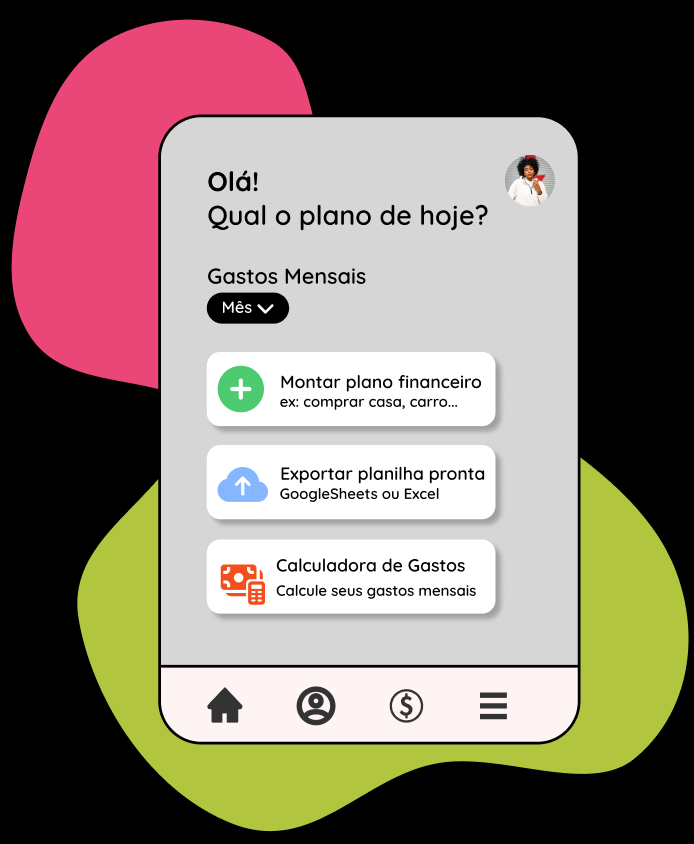 Olá!
Qual o plano de hoje?
Gastos Mensais
Mês
Montar plano financeiro
ex: comprar casa, carro...
Exportar planilha pronta
GoogleSheets ou Excel
Calculadora de Gastos
Calcule seus gastos mensais
$